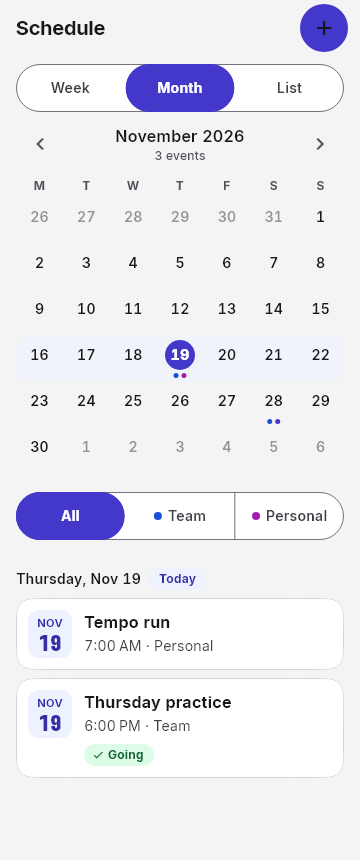 Schedule
Week Month List
November 2026
3 events
M T W T F S S
26 27 28 29 30 31 1
2 3 4 5 6 7 8
9 10 11 12 13 14 15
16 17 18 19 20 21 22
23 24 25 26 27 28 29
30 1 2 3 4 5 6
All Team Personal
Thursday, Nov 19 Today
NOV
19
Tempo run
7:00 AM · Personal
NOV
19
Thursday practice
6:00 PM · Team
Going